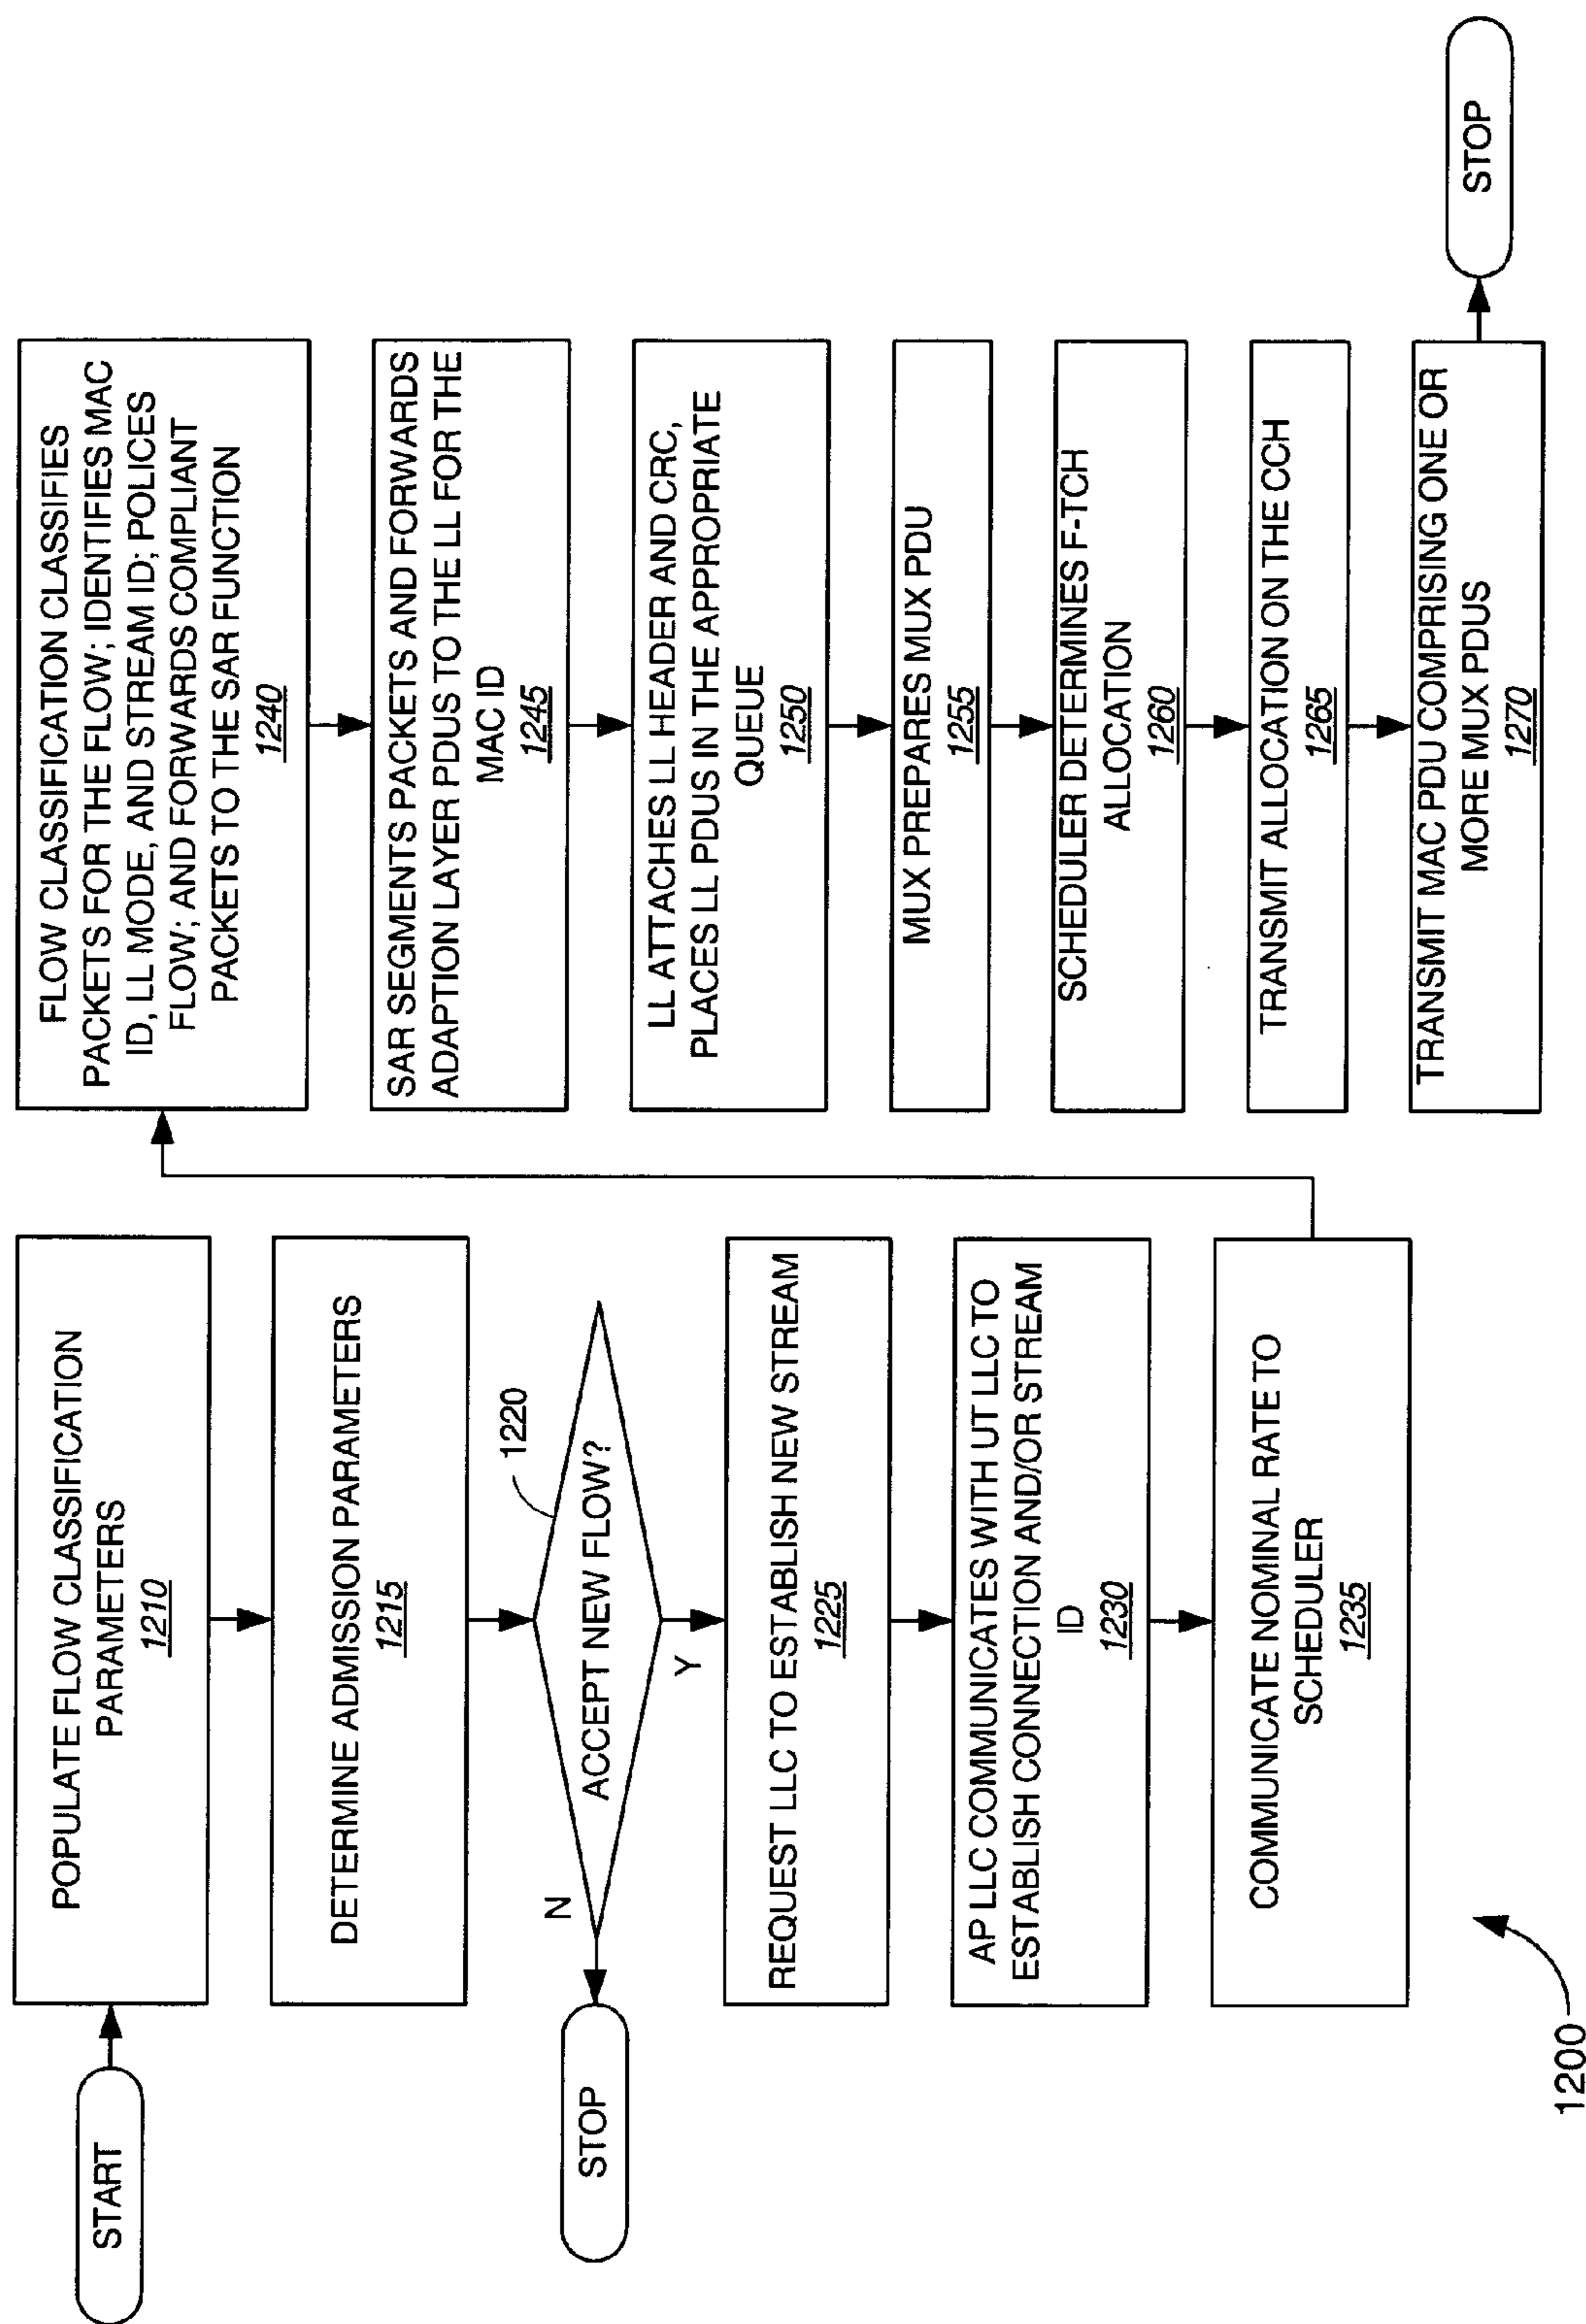 START
POPULATE FLOW CLASSIFICATION
PARAMETERS
1210
DETERMINE ADMISSION PARAMETERS
1215
ACCEPT NEW FLOW?
1220
N
STOP
Y
REQUEST LLC TO ESTABLISH NEW STREAM
1225
AP LLC COMMUNICATES WITH UT LLC TO
ESTABLISH CONNECTION AND/OR STREAM
ID
1230
COMMUNICATE NOMINAL RATE TO
SCHEDULER
1235
1200
FLOW CLASSIFICATION CLASSIFIES
PACKETS FOR THE FLOW; IDENTIFIES MAC
ID, LL MODE, AND STREAM ID; POLICES
FLOW; AND FORWARDS COMPLIANT
PACKETS TO THE SAR FUNCTION
1240
SAR SEGMENTS PACKETS AND FORWARDS
ADAPTION LAYER PDUS TO THE LL FOR THE
MAC ID
1245
LL ATTACHES LL HEADER AND CRC,
PLACES LL PDUS IN THE APPROPRIATE
QUEUE
1250
MUX PREPARES MUX PDU
1255
SCHEDULER DETERMINES F-TCH
ALLOCATION
1260
TRANSMIT ALLOCATION ON THE CCH
1265
TRANSMIT MAC PDU COMPRISING ONE OR
MORE MUX PDUS
1270
STOP